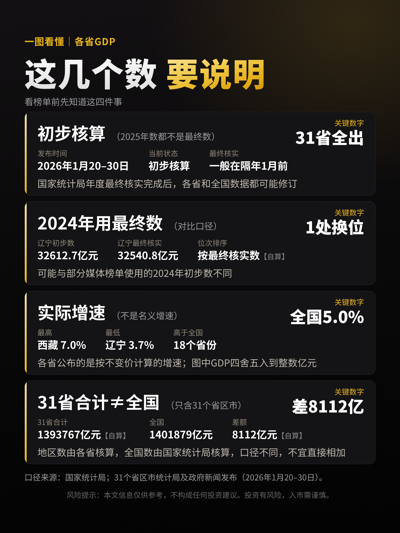 一图看懂｜各省GDP
这几个数 要说明
看榜单前先知道这四件事
关键数字
初步核算 （2025年数都不是最终数） 31省全出
发布时间 当前状态 最终核实
2026年1月20–30日 初步核算 一般在隔年1月前
国家统计局年度最终核实完成后，各省和全国数据都可能修订
关键数字
2024年用最终数 （对比口径） 1处换位
辽宁初步数 辽宁最终核实 位次排序
32612.7亿元 32540.8亿元 按最终核实数【自算】
可能与部分媒体榜单使用的2024年初步数不同
关键数字
实际增速 （不是名义增速） 全国5.0%
最高 最低 高于全国
西藏 7.0% 辽宁 3.7% 18个省份
各省公布的是按不变价计算的增速；图中GDP四舍五入到整数亿元
关键数字
31省合计≠全国 （只含31个省区市） 差8112亿
31省合计 全国 差额
1393767亿元【自算】 1401879亿元 8112亿元【自算】
地区数由各省核算，全国数由国家统计局核算，口径不同，不宜直接相加
口径来源：国家统计局；31个省区市统计局及政府新闻发布（2026年1月20–30日）。
风险提示：本文信息仅供参考，不构成任何投资建议。投资有风险，入市需谨慎。